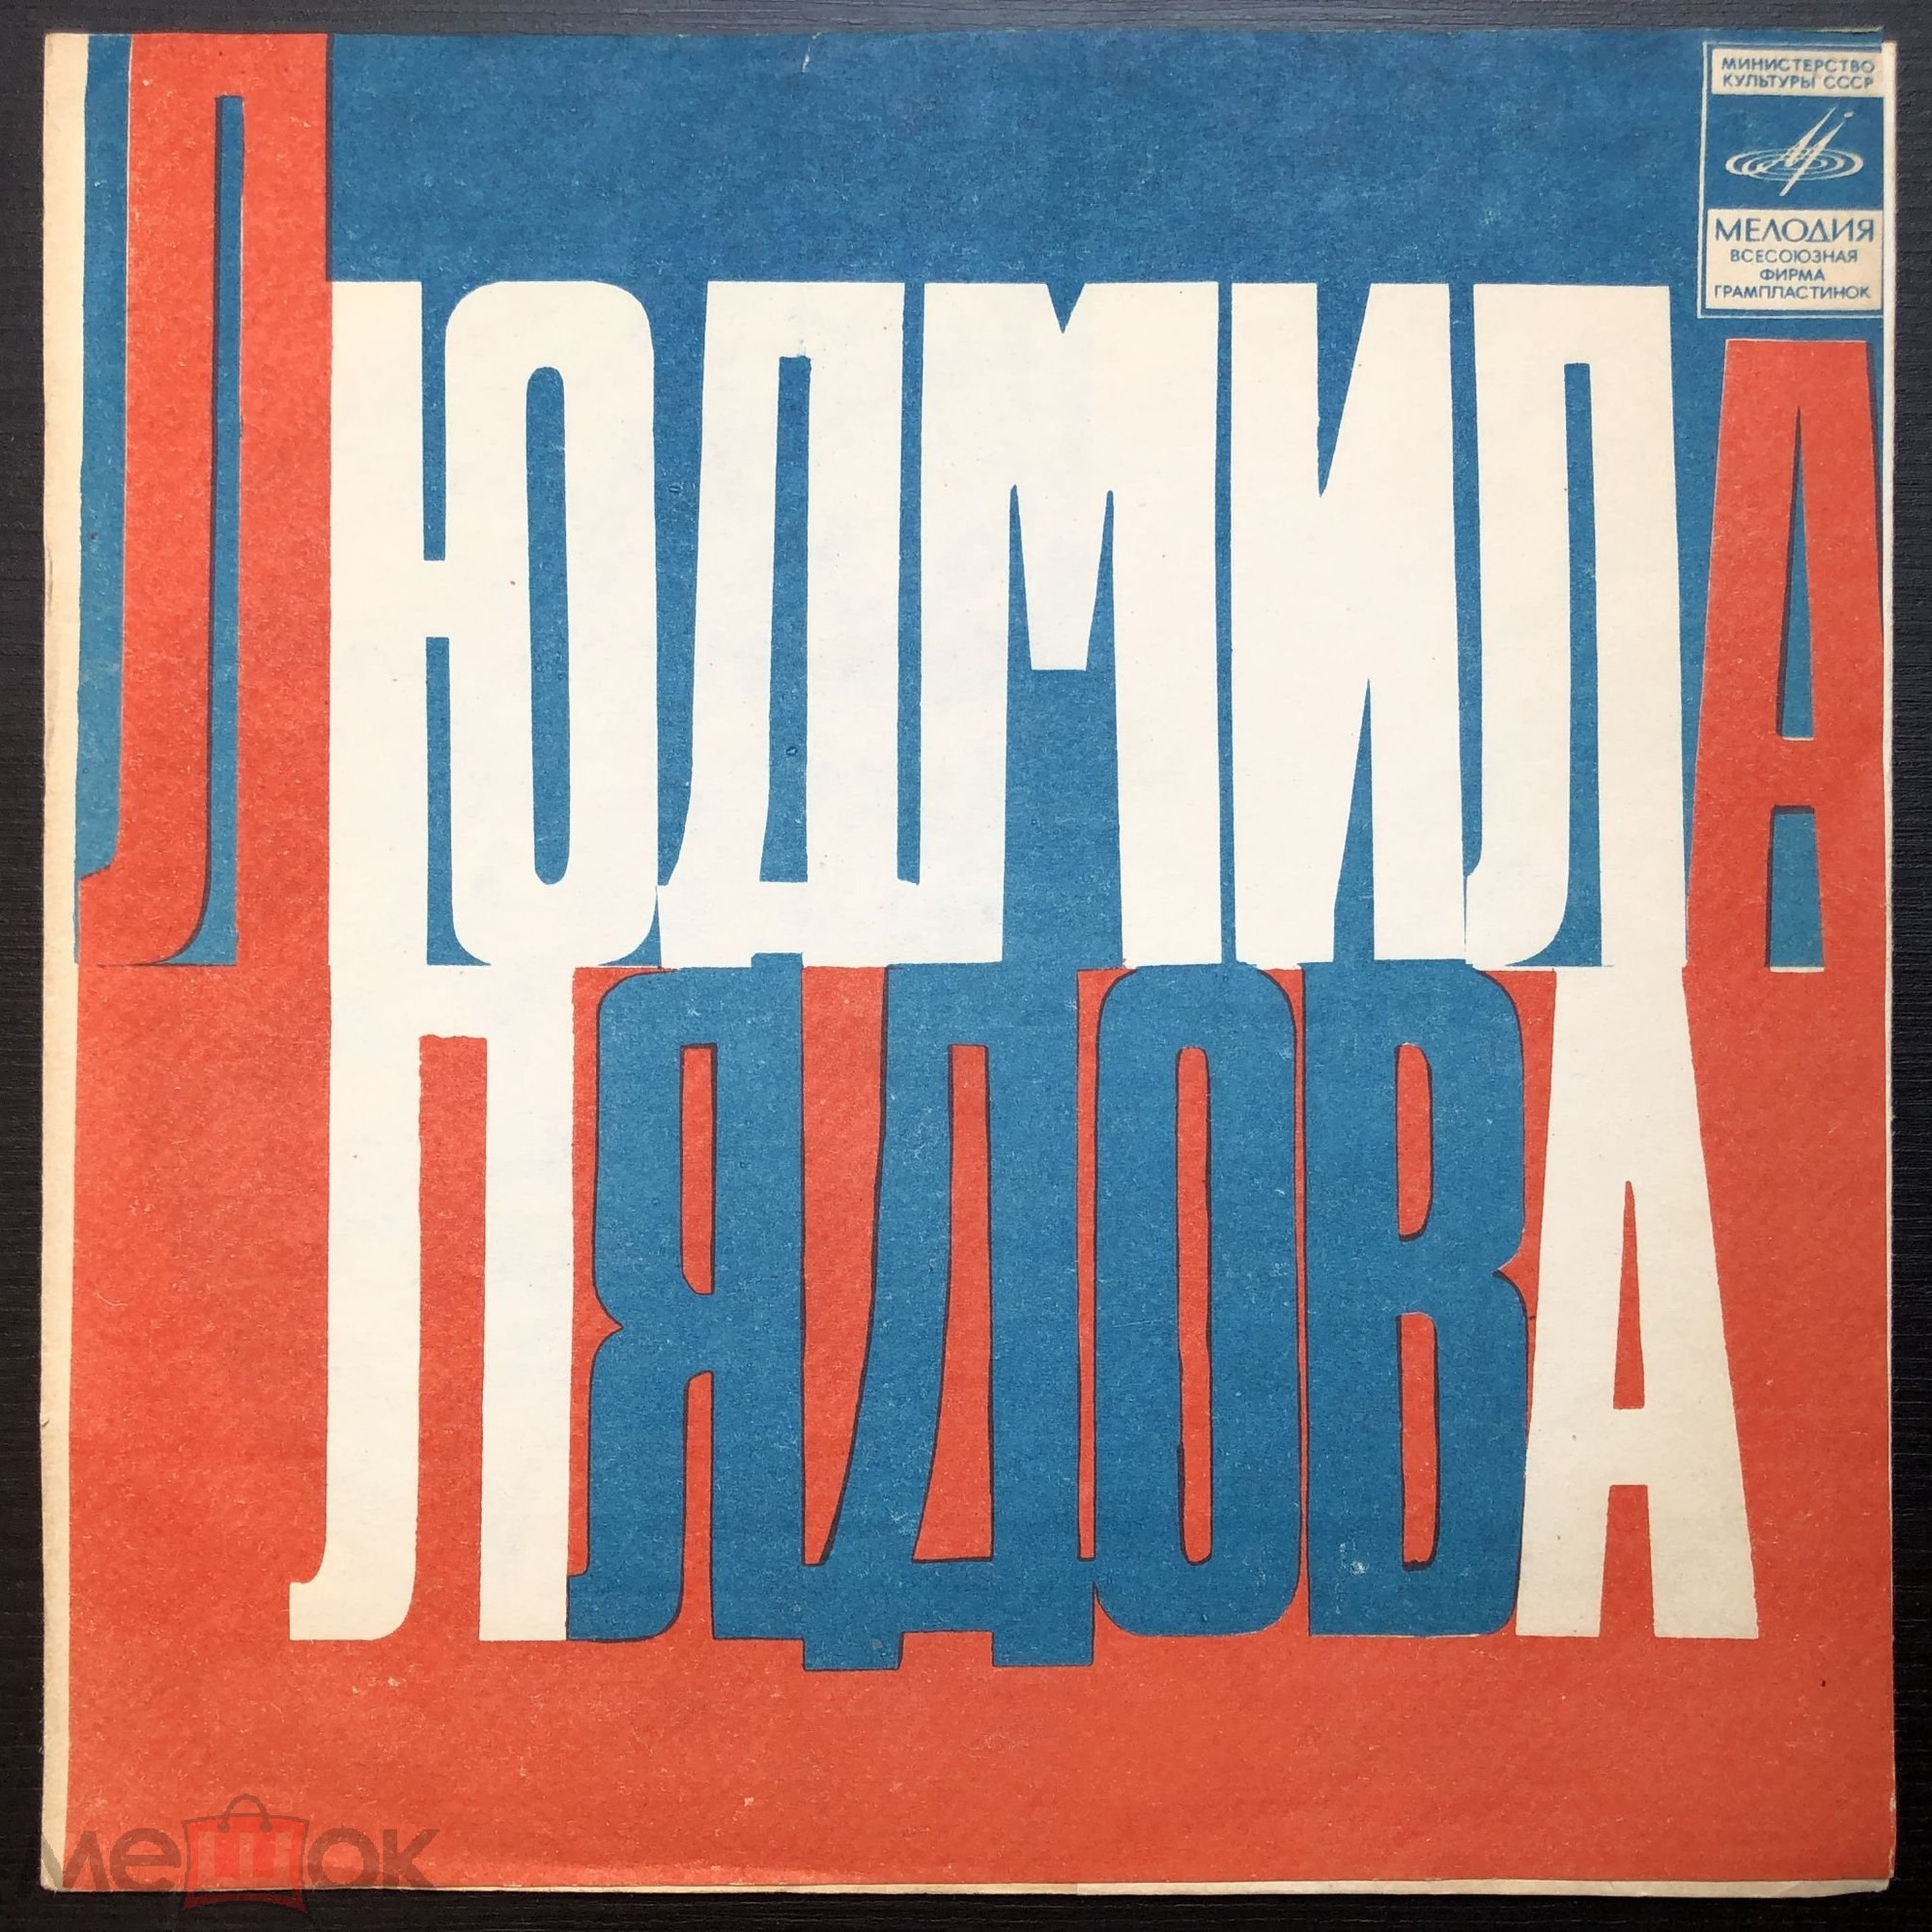 МИНИСТЕРСТВО
КУЛЬТУРЫ СССР
МЕЛОДИЯ
ВСЕСОЮЗНАЯ
ФИРМА
ГРАМПЛАСТИНОК
ЛЮДМИЛА
ЛЯДОВА
мешок